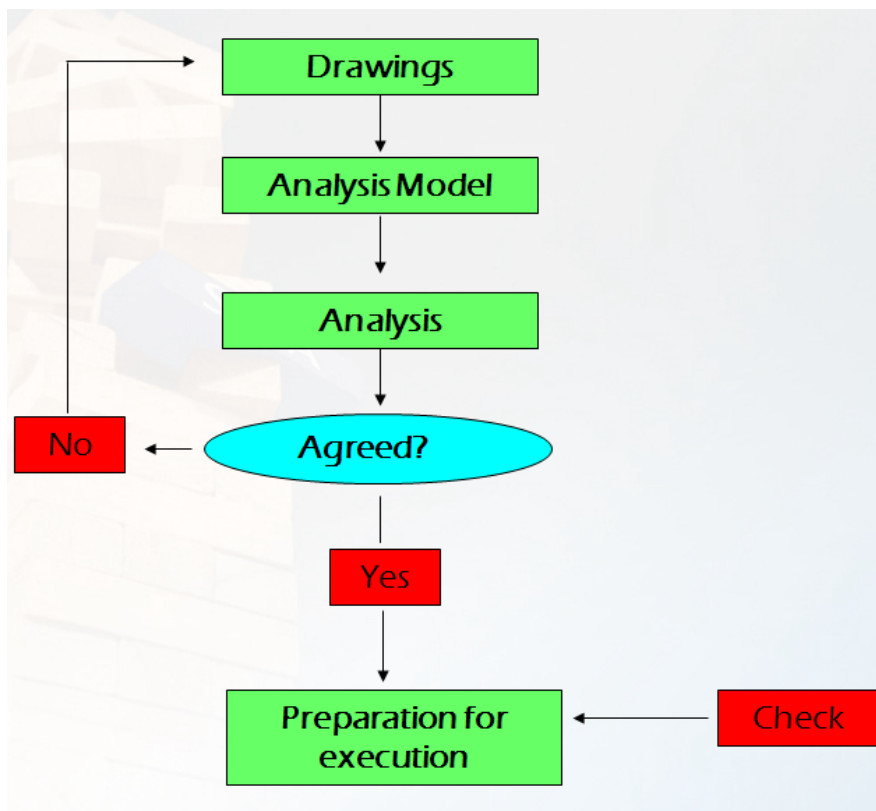 Drawings
Analysis Model
Analysis
No
Agreed?
Yes
Preparation for
execution
Check